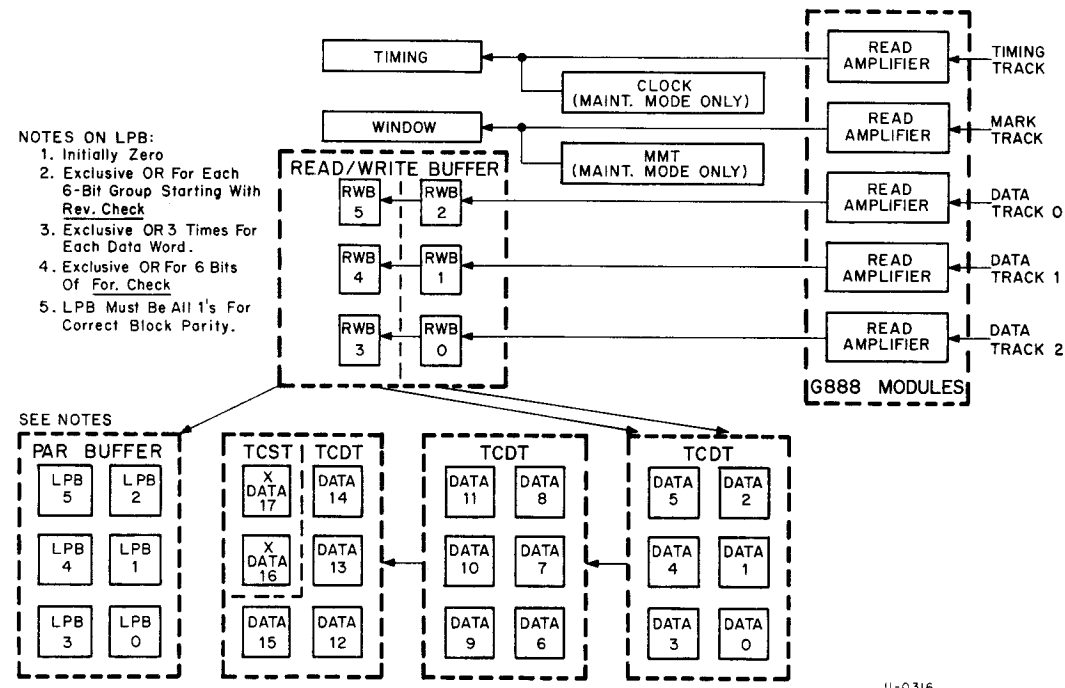 TIMING
CLOCK
(MAINT. MODE ONLY)
WINDOW
MMT
(MAINT. MODE ONLY)
READ
AMPLIFIER
TIMING
TRACK
READ
AMPLIFIER
MARK
TRACK
READ
AMPLIFIER
DATA
TRACK 0
READ
AMPLIFIER
DATA
TRACK 1
READ
AMPLIFIER
DATA
TRACK 2
G888 MODULES
NOTES ON LPB:
1. Initially Zero
2. Exclusive OR For Each
6-Bit Group Starting With
Rev. Check
3. Exclusive OR 3 Times For
Each Data Word.
4. Exclusive OR For 6 Bits
Of For. Check
5. LPB Must Be All 1's For
Correct Block Parity.
READ/WRITE BUFFER
RWB
5
RWB
2
RWB
4
RWB
1
RWB
3
RWB
0
SEE NOTES
PAR BUFFER
LPB
5
LPB
2
LPB
4
LPB
1
LPB
3
LPB
0
TCST
TCDT
X
DATA
17
DATA
14
X
DATA
16
DATA
13
DATA
15
DATA
12
TCDT
DATA
11
DATA
8
DATA
10
DATA
7
DATA
9
DATA
6
TCDT
DATA
5
DATA
2
DATA
4
DATA
1
DATA
3
DATA
0
11-0316